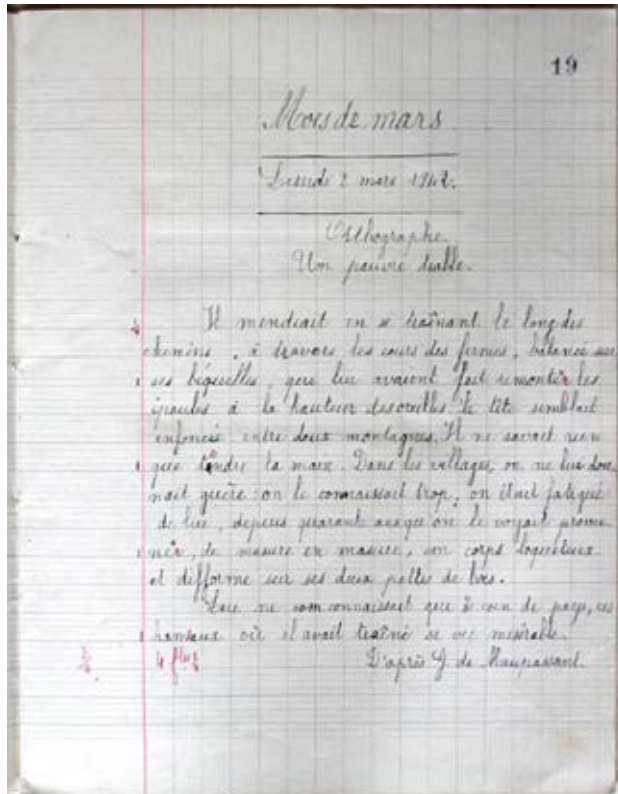 19
Mois de mars
Lundi 2 mars 1942.
Orthographe.
Un pauvre diable.
Il mendiait en se traînant le long des
chemins, à travers les cours des fermes, balancé sur
ses béquilles, qui lui avaient fait remonter les
épaules à la hauteur des oreilles. Sa tête semblait
enfoncée entre deux montagnes. Il ne savait rien
que tendre la main. Dans les villages, on ne lui don
nait guère: on le connaissait trop, on était fatigué
de lui, depuis quarante ans qu'on le voyait prome
ner, de masure en masure, son corps loqueteux
et difforme sur ses deux pattes de bois.
Lui ne connaissait que ce coin de pays, ces
hameaux où il avait traîné sa vie misérable.
4 ftes
D'après G. de Maupassant.